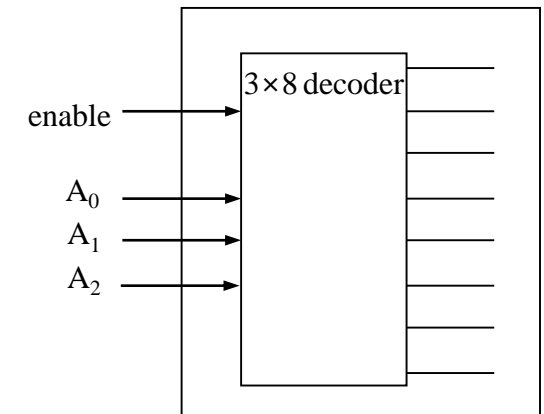 3×8 decoder
enable
A₀
A₁
A₂